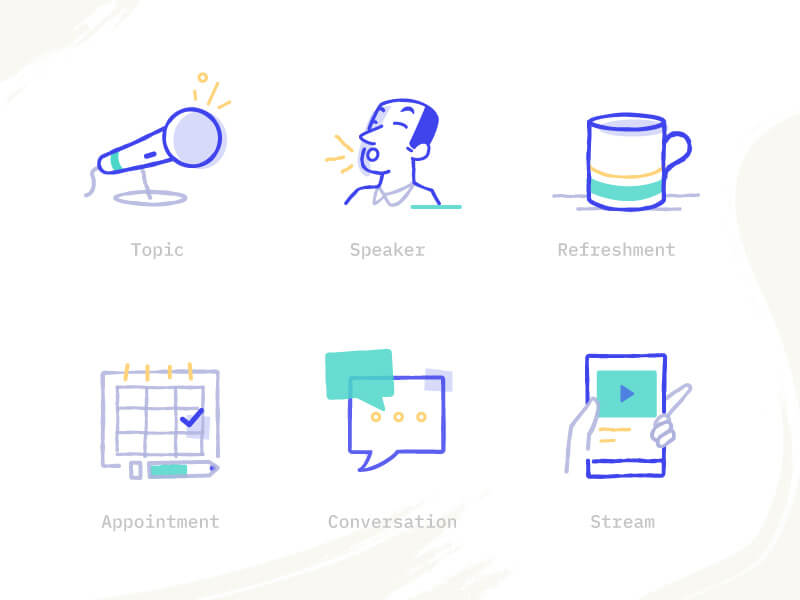 Topic
Speaker
Refreshment
Appointment
Conversation
Stream